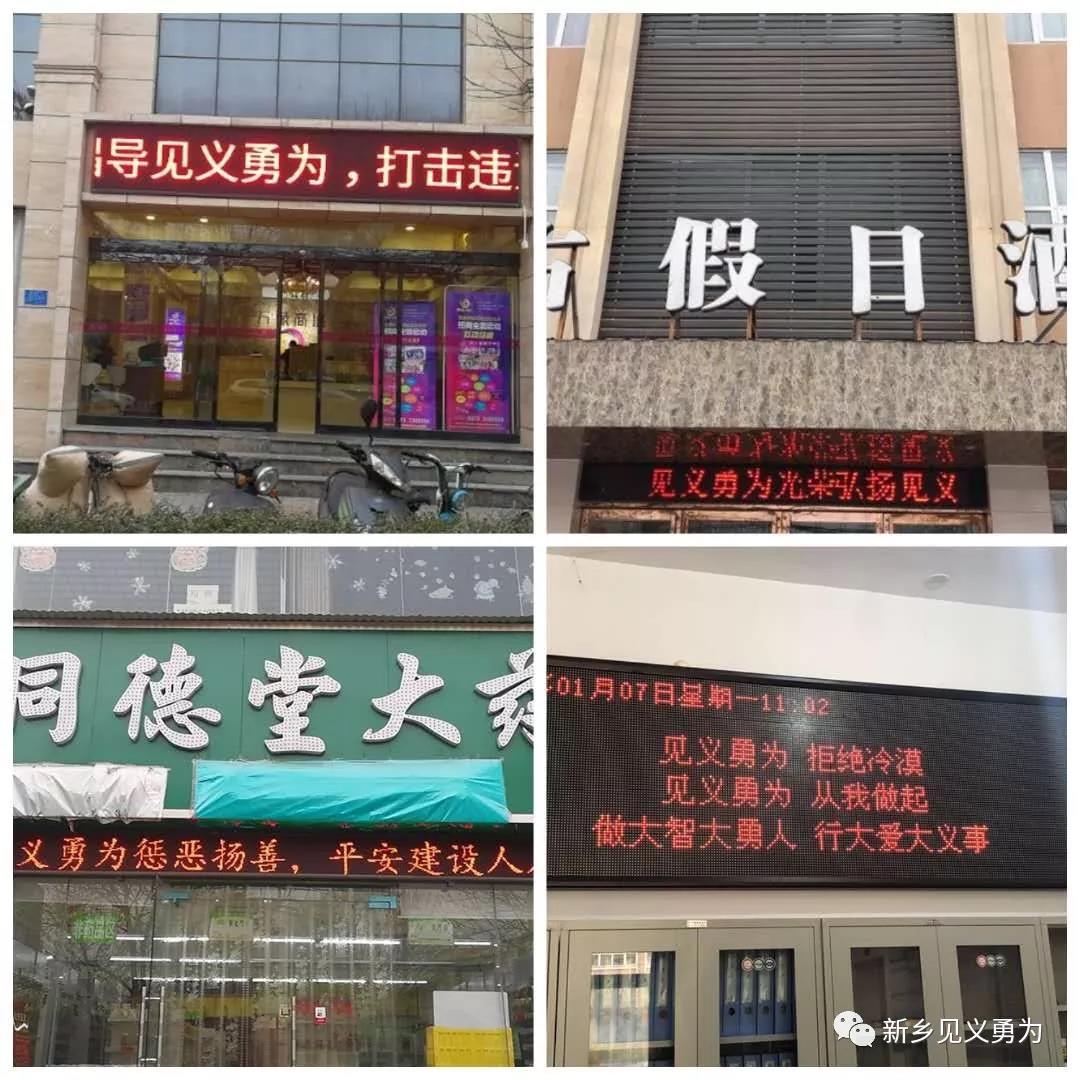 导见义勇为，打击违
假日酒
见义勇为光荣弘扬见义
同德堂大药
义勇为惩恶扬善，平安建设人人
01月07日星期一11:02
见义勇为 拒绝冷漠
见义勇为 从我做起
做大智大勇人 行大爱大义事
新乡见义勇为